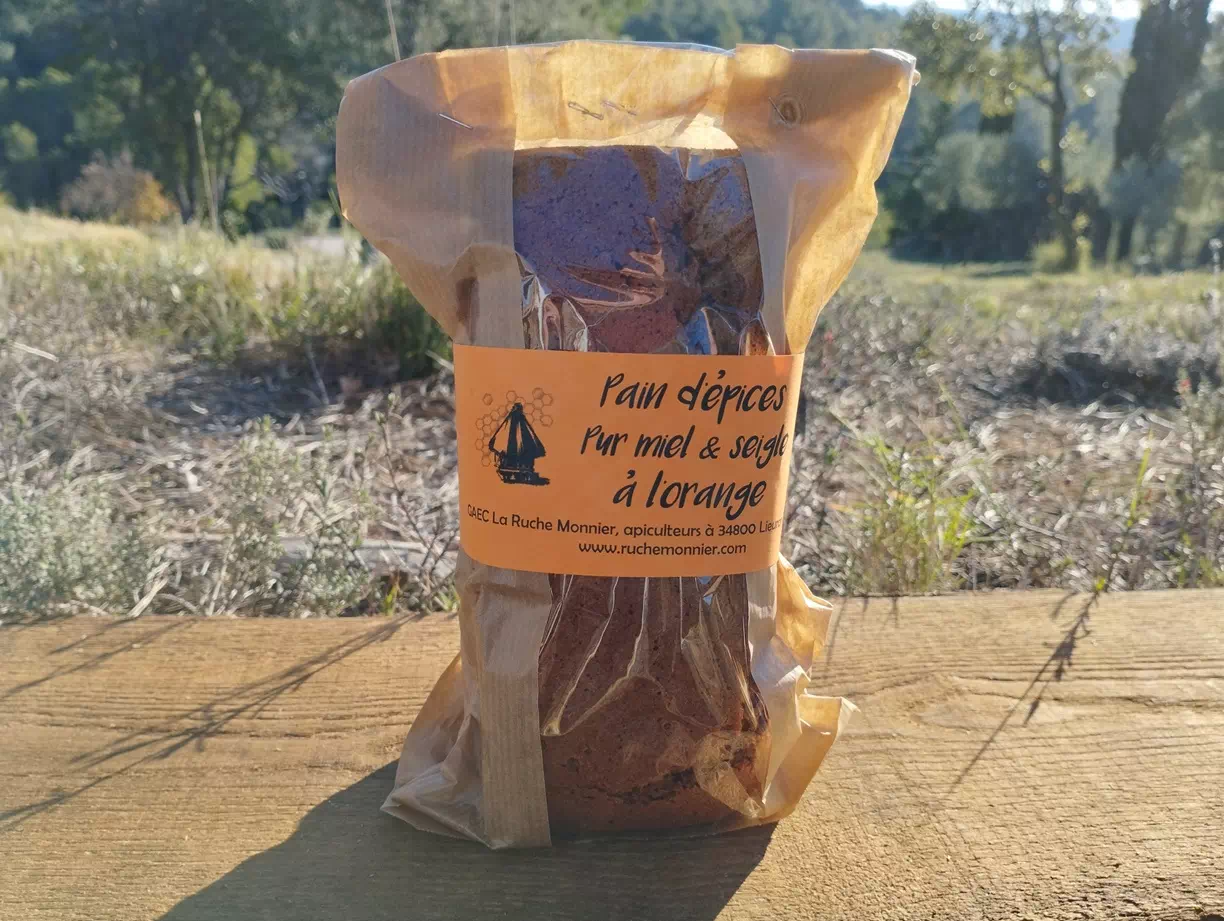 Pain d'épices
Pur miel & seigle
à l'orange
GAEC La Ruche Monnier, apiculteurs à 34800
www.ruchemonnier.com